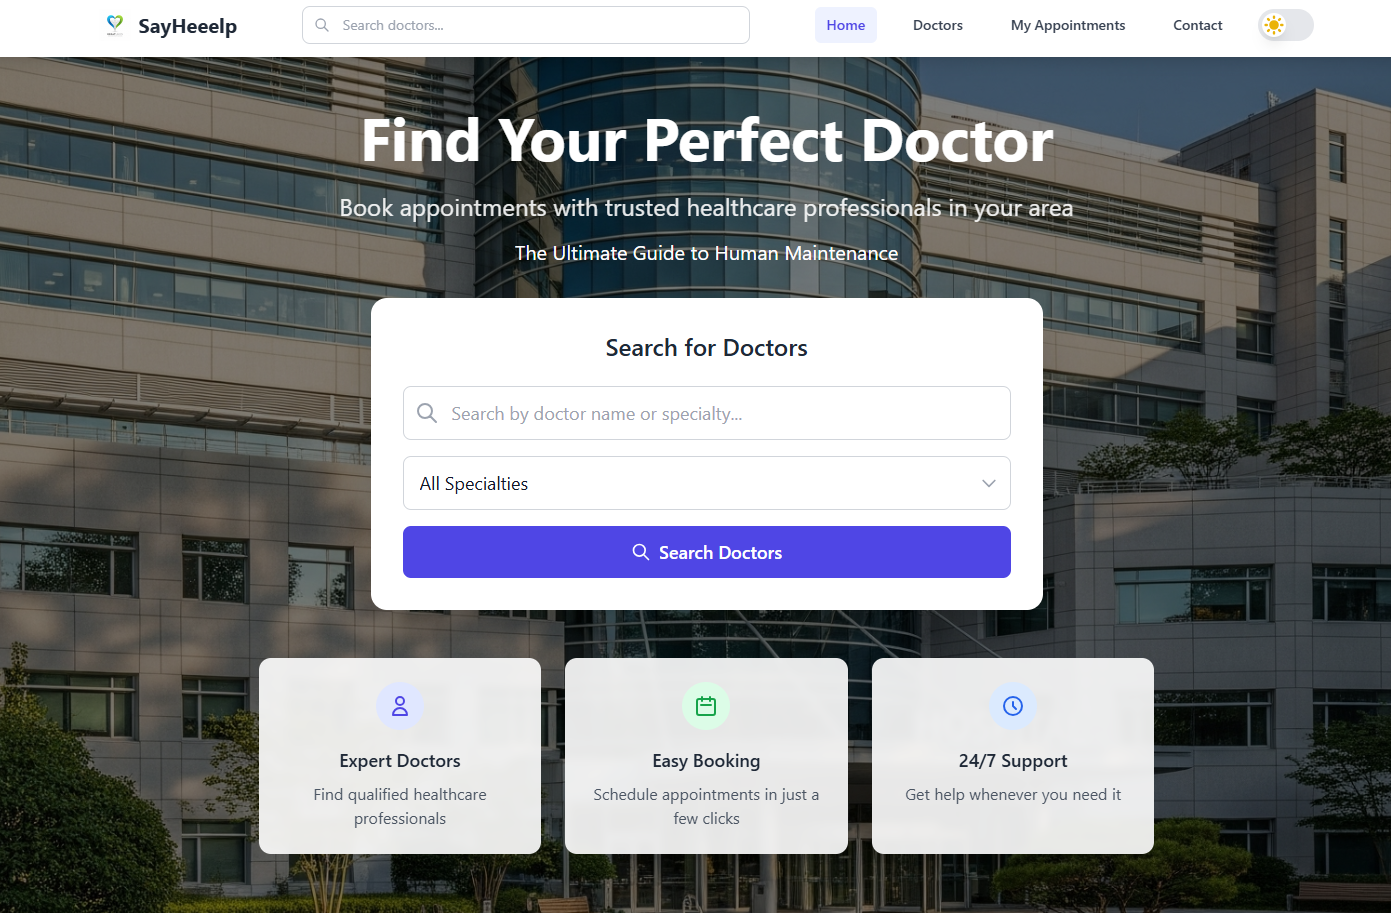 SayHeeelp
Search doctors...
Home
Doctors
My Appointments
Contact
Find Your Perfect Doctor
Book appointments with trusted healthcare professionals in your area
The Ultimate Guide to Human Maintenance
Search for Doctors
Search by doctor name or specialty...
All Specialties
Search Doctors
Expert Doctors
Find qualified healthcare
professionals
Easy Booking
Schedule appointments in just a
few clicks
24/7 Support
Get help whenever you need it